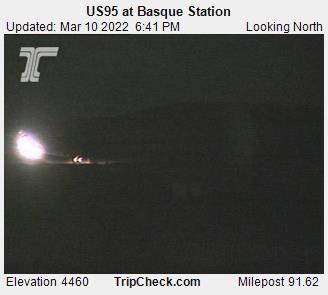 US95 at Basque Station
Updated: Mar 10 2022 6:41 PM Looking North
Elevation 4460 TripCheck.com Milepost 91.62